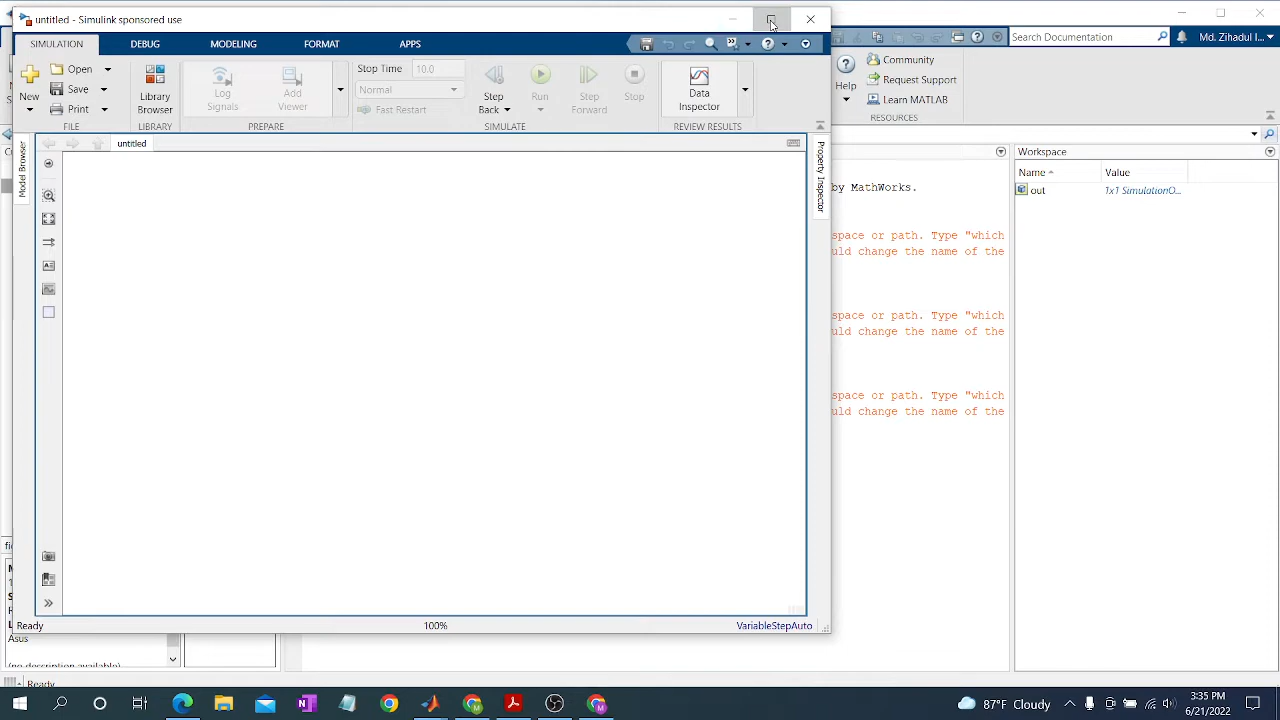 untitled - Simulink sponsored use
SIMULATION
DEBUG
MODELING
FORMAT
APPS
New
Open
Save
Print
FILE
Library
Browser
LIBRARY
Log
Signals
Add
Viewer
PREPARE
Stop Time 10.0
Normal
Fast Restart
Step
Back
Run
Step
Forward
Stop
SIMULATE
Data
Inspector
REVIEW RESULTS
Model Browser
untitled
Property Inspector
Ready
100%
VariableStepAuto
Search Documentation
Md. Zihadul I...
Help
Community
Request Support
Learn MATLAB
RESOURCES
by MathWorks.
space or path. Type "which
uld change the name of the
space or path. Type "which
uld change the name of the
space or path. Type "which
uld change the name of the
Workspace
Name
Value
out
1x1 SimulationO...
Asus
(no description available)
Ready
87°F Cloudy
3:35 PM
6/21/2022